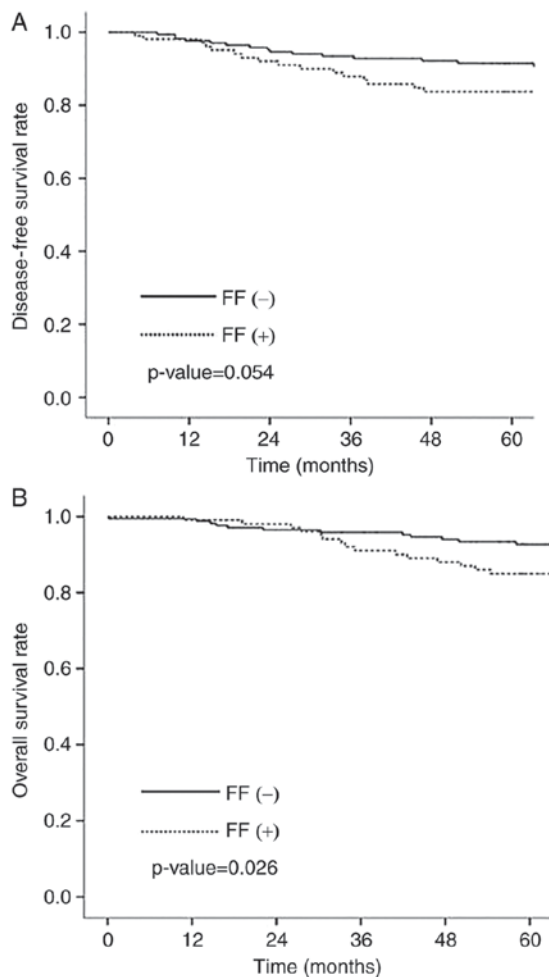 A
Disease-free survival rate
1.0
0.8
0.6
0.4
0.2
0.0
FF (−)
FF (+)
p-value=0.054
0 12 24 36 48 60
Time (months)
B
Overall survival rate
1.0
0.8
0.6
0.4
0.2
0.0
FF (−)
FF (+)
p-value=0.026
0 12 24 36 48 60
Time (months)